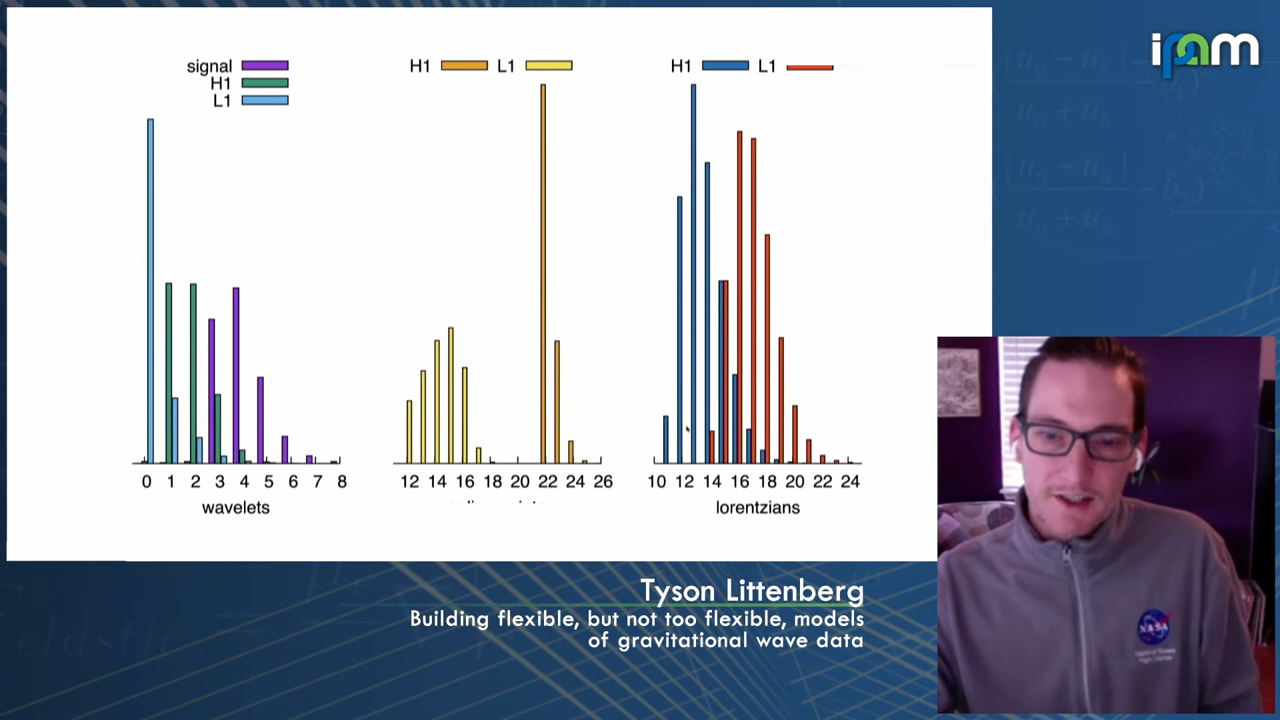 ipam
signal
H1
L1
H1 L1
H1 L1
0 1 2 3 4 5 6 7 8
wavelets
12 14 16 18 20 22 24 26
10 12 14 16 18 20 22 24
lorentzians
Tyson Littenberg
Building flexible, but not too flexible, models
of gravitational wave data
NASA